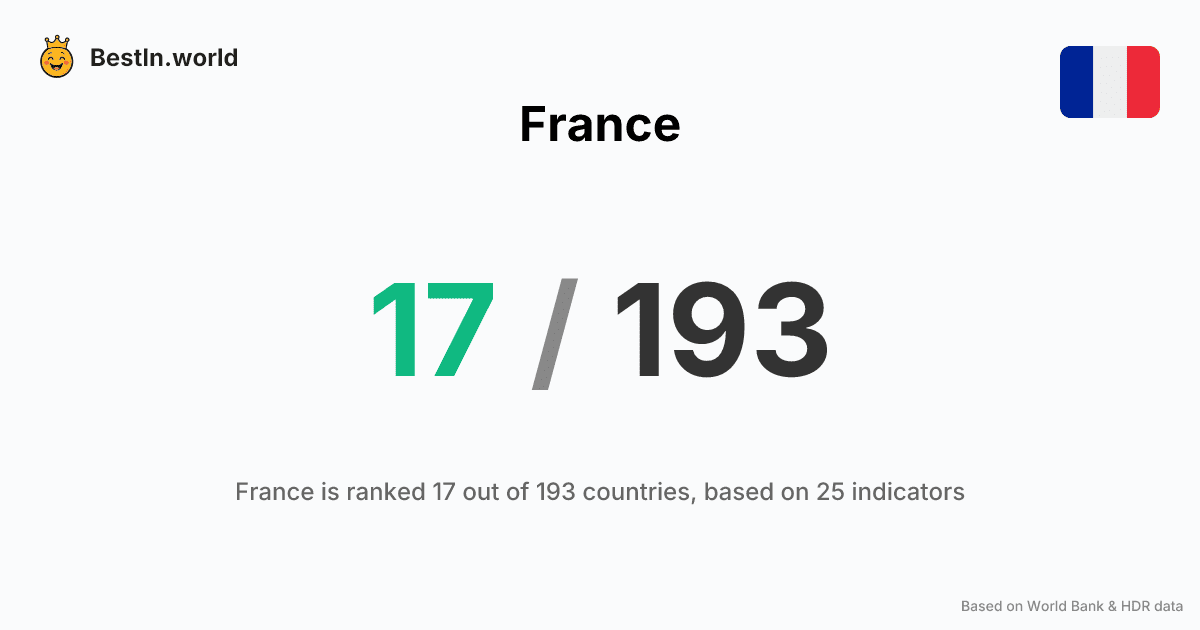 BestIn.world
France
17 / 193
France is ranked 17 out of 193 countries, based on 25 indicators
Based on World Bank & HDR data